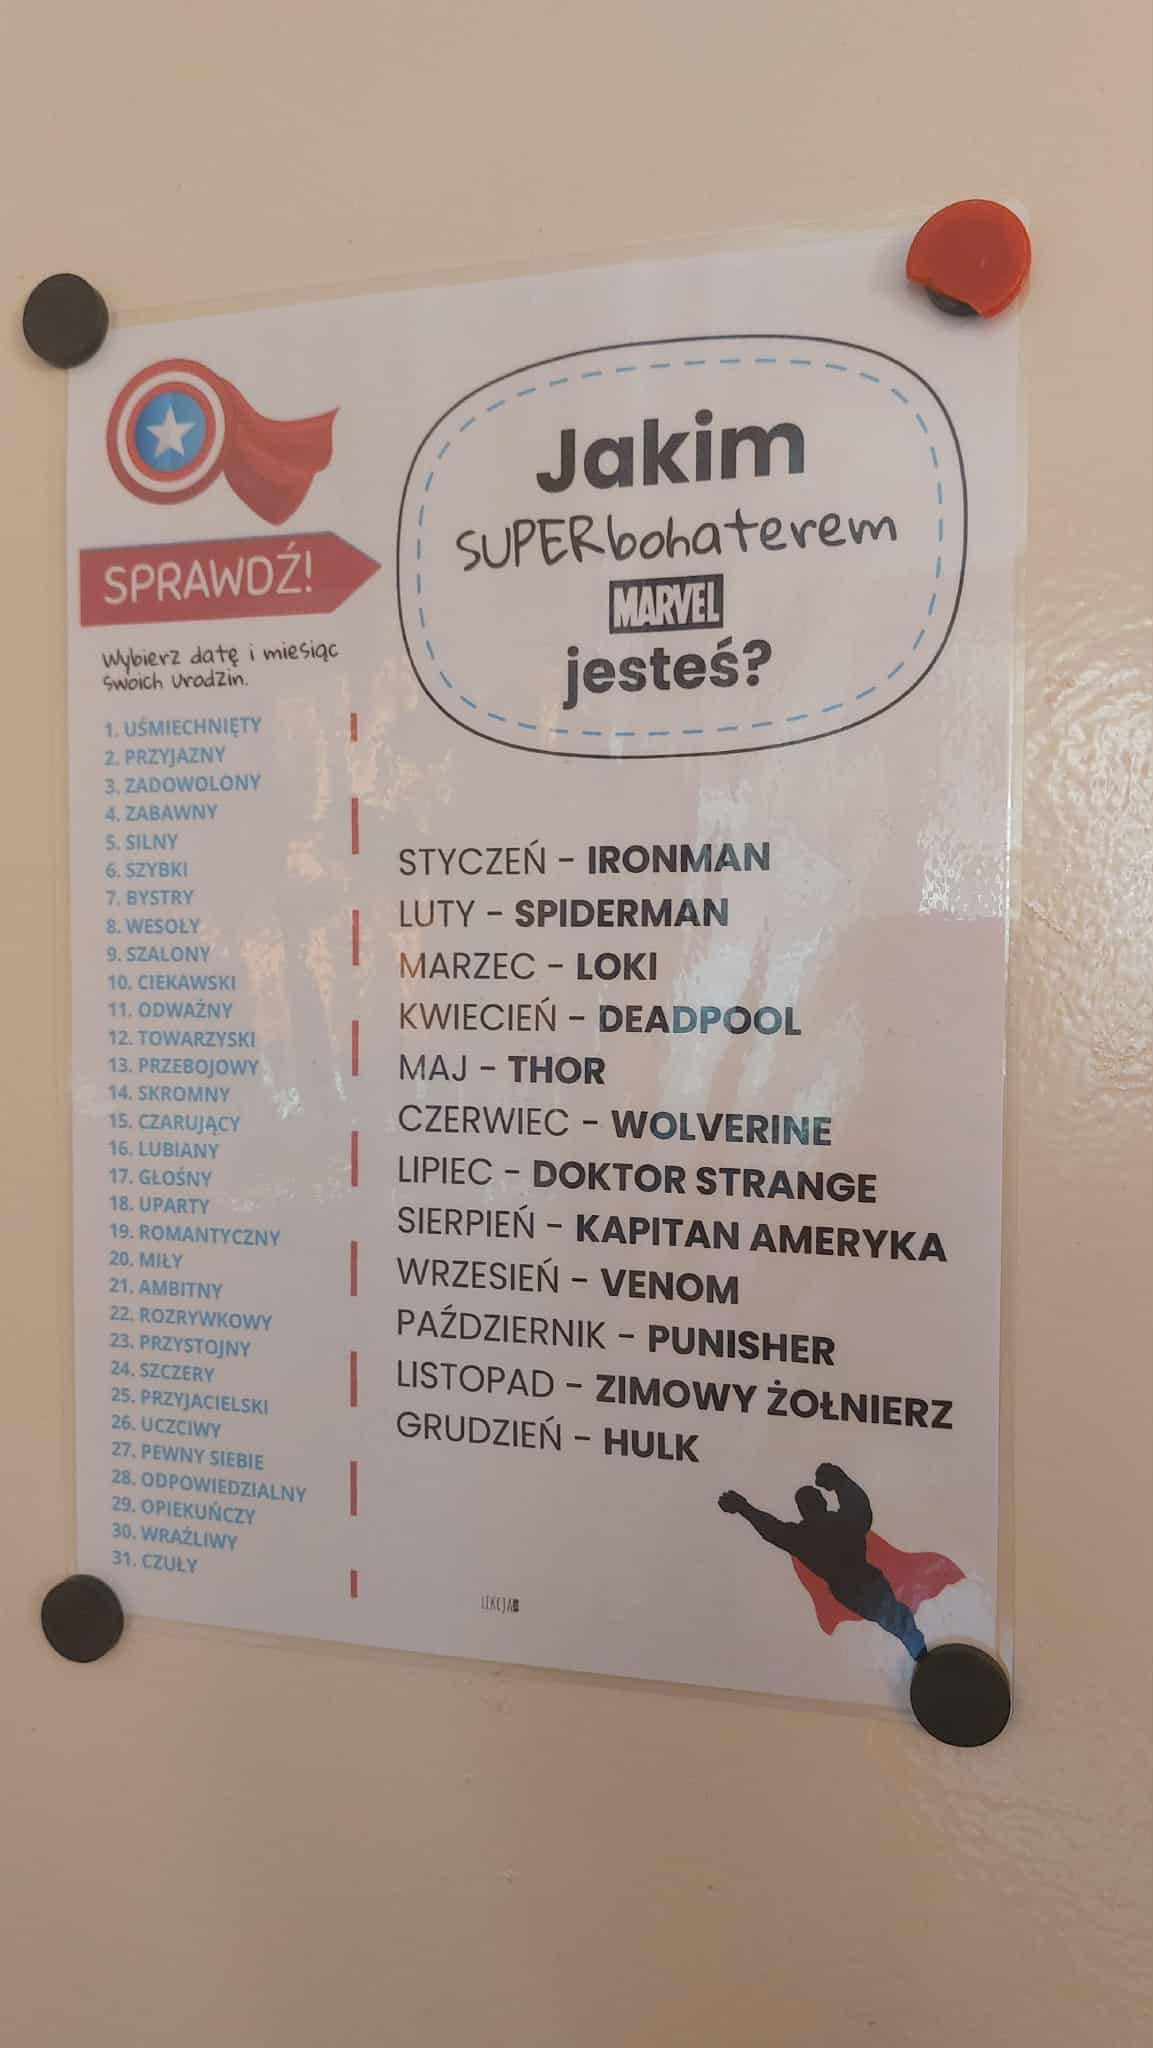 Jakim
SUPERbohaterem
MARVEL
jesteś?
SPRAWDŹ!
Wybierz datę i miesiąc
swoich urodzin.
1. UŚMIECHNIĘTY
2. PRZYJAZNY
3. ZADOWOLONY
4. ZABAWNY
5. SILNY
6. SZYBKI
7. BYSTRY
8. WESOŁY
9. SZALONY
10. CIEKAWSKI
11. ODWAŻNY
12. TOWARZYSKI
13. PRZEBOJOWY
14. SKROMNY
15. CZARUJĄCY
16. LUBIANY
17. GŁOŚNY
18. UPARTY
19. ROMANTYCZNY
20. MIŁY
21. AMBITNY
22. ROZRYWKOWY
23. PRZYSTOJNY
24. SZCZERY
25. PRZYJACIELSKI
26. UCZCIWY
27. PEWNY SIEBIE
28. ODPOWIEDZIALNY
29. OPIEKUŃCZY
30. WRAŻLIWY
31. CZUŁY
STYCZEŃ - IRONMAN
LUTY - SPIDERMAN
MARZEC - LOKI
KWIECIEŃ - DEADPOOL
MAJ - THOR
CZERWIEC - WOLVERINE
LIPIEC - DOKTOR STRANGE
SIERPIEŃ - KAPITAN AMERYKA
WRZESIEŃ - VENOM
PAŹDZIERNIK - PUNISHER
LISTOPAD - ZIMOWY ŻOŁNIERZ
GRUDZIEŃ - HULK